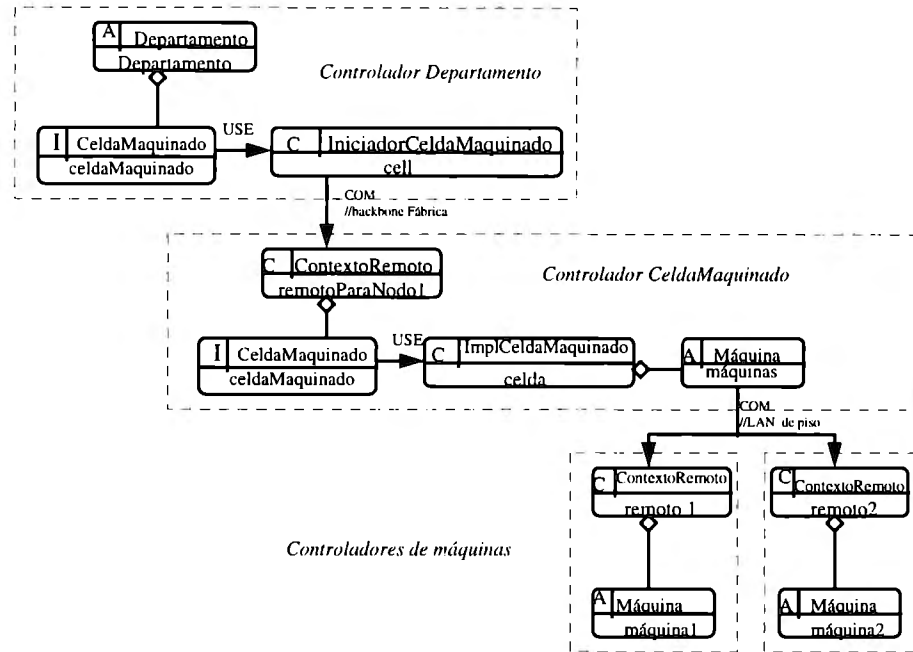 A Departamento
Departamento
Controlador Departamento
I CeldaMaquinado
celdaMaquinado
USE
C IniciadorCeldaMaquinado
cell
COM
//backbone Fábrica
C ContextoRemoto
remotoParaNodo1
Controlador CeldaMaquinado
I CeldaMaquinado
celdaMaquinado
USE
C ImplCeldaMaquinado
celda
A Máquina
máquinas
COM
//LAN de piso
C ContextoRemoto
remoto 1
C ContextoRemoto
remoto2
Controladores de máquinas
A Máquina
máquina1
A Máquina
máquina2